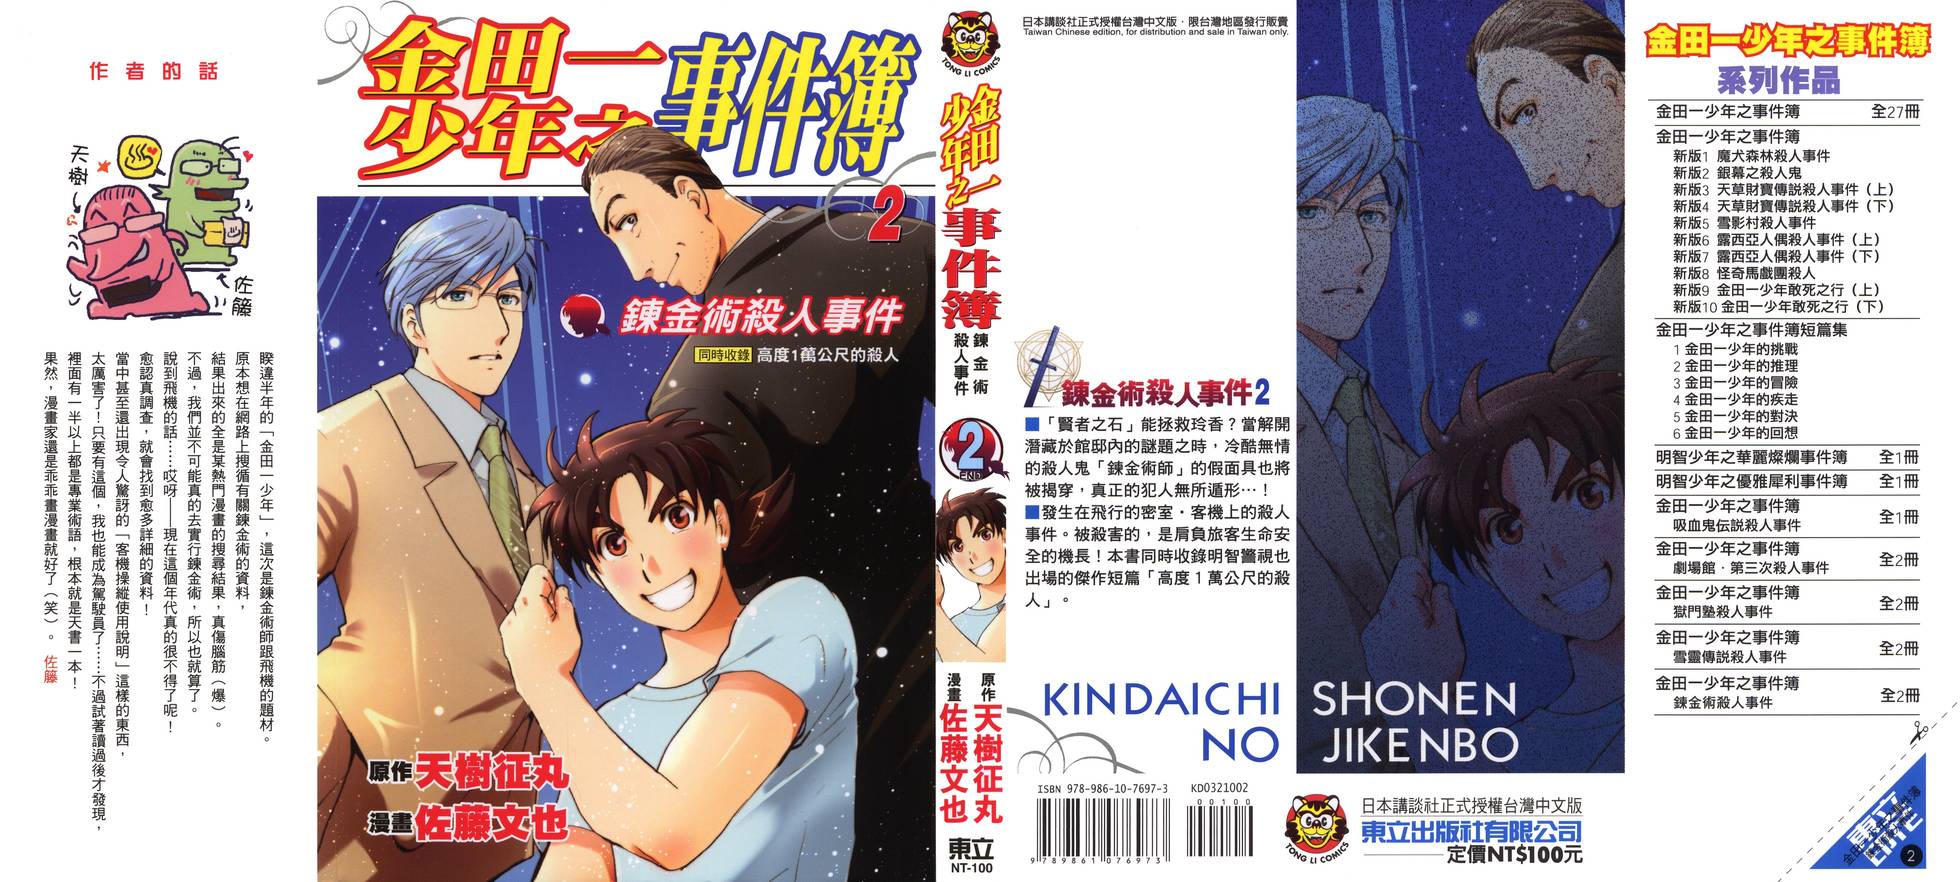 作者的話
天樹
佐藤
睽違半年的「金田一少年」，這次是鍊金術師跟飛機的題材。
原本想在網路上搜循有關鍊金術的資料，
結果出來的全是某熱門漫畫的搜尋結果，真傷腦筋（爆）。
不過，我們並不可能真的去實行鍊金術，所以也就算了。
說到飛機的話……哎呀——現在這個年代真的很不得了呢！
愈認真調查，就會找到愈多詳細的資料！
當中甚至還出現令人驚訝的「客機操縱使用說明」這樣的東西，
太厲害了！只要有這個，我也能成為駕駛員了……不過試著讀過後才發現，
裡面有一半以上都是專業術語，根本就是天書一本！
果然，漫畫家還是乖乖畫漫畫就好了（笑）。 佐藤
金田一
少年之事件簿
2
鍊金術殺人事件
同時收錄 高度1萬公尺的殺人
原作 天樹征丸
漫畫 佐藤文也
TONG LI COMICS
金田一少年之事件簿
鍊金術
殺人事件
2
END
原作 天樹征丸
漫畫 佐藤文也
東立
NT-100
日本講談社正式授權台灣中文版・限台灣地區發行販賣
Taiwan Chinese edition, for distribution and sale in Taiwan only.
鍊金術殺人事件2
■「賢者之石」能拯救玲香？當解開
潛藏於館邸內的謎題之時，冷酷無情
的殺人鬼「鍊金術師」的假面具也將
被揭穿，真正的犯人無所遁形…！
■發生在飛行的密室・客機上的殺人
事件。被殺害的，是肩負旅客生命安
全的機長！本書同時收錄明智警視也
出場的傑作短篇「高度1萬公尺的殺
人」。
KINDAICHI SHONEN
NO JIKENBO
ISBN 978-986-10-7697-3
KD0321002
00100
9789861076973
TONG LI COMICS
日本講談社正式授權台灣中文版
東立出版社有限公司
定價NT$100元
金田一少年之事件簿
系列作品
金田一少年之事件簿 全27冊
金田一少年之事件簿
新版1 魔犬森林殺人事件
新版2 銀幕之殺人鬼
新版3 天草財寶傳説殺人事件（上）
新版4 天草財寶傳説殺人事件（下）
新版5 雪影村殺人事件
新版6 露西亞人偶殺人事件（上）
新版7 露西亞人偶殺人事件（下）
新版8 怪奇馬戲團殺人
新版9 金田一少年敢死之行（上）
新版10 金田一少年敢死之行（下）
金田一少年之事件簿短篇集
1 金田一少年的挑戰
2 金田一少年的推理
3 金田一少年的冒險
4 金田一少年的疾走
5 金田一少年的對決
6 金田一少年的回想
明智少年之華麗燦爛事件簿 全1冊
明智少年之優雅犀利事件簿 全1冊
金田一少年之事件簿
吸血鬼伝説殺人事件 全1冊
金田一少年之事件簿
劇場館・第三次殺人事件 全2冊
金田一少年之事件簿
獄門塾殺人事件 全2冊
金田一少年之事件簿
雪靈傳説殺人事件 全2冊
金田一少年之事件簿
鍊金術殺人事件 全2冊
東立
印花
2